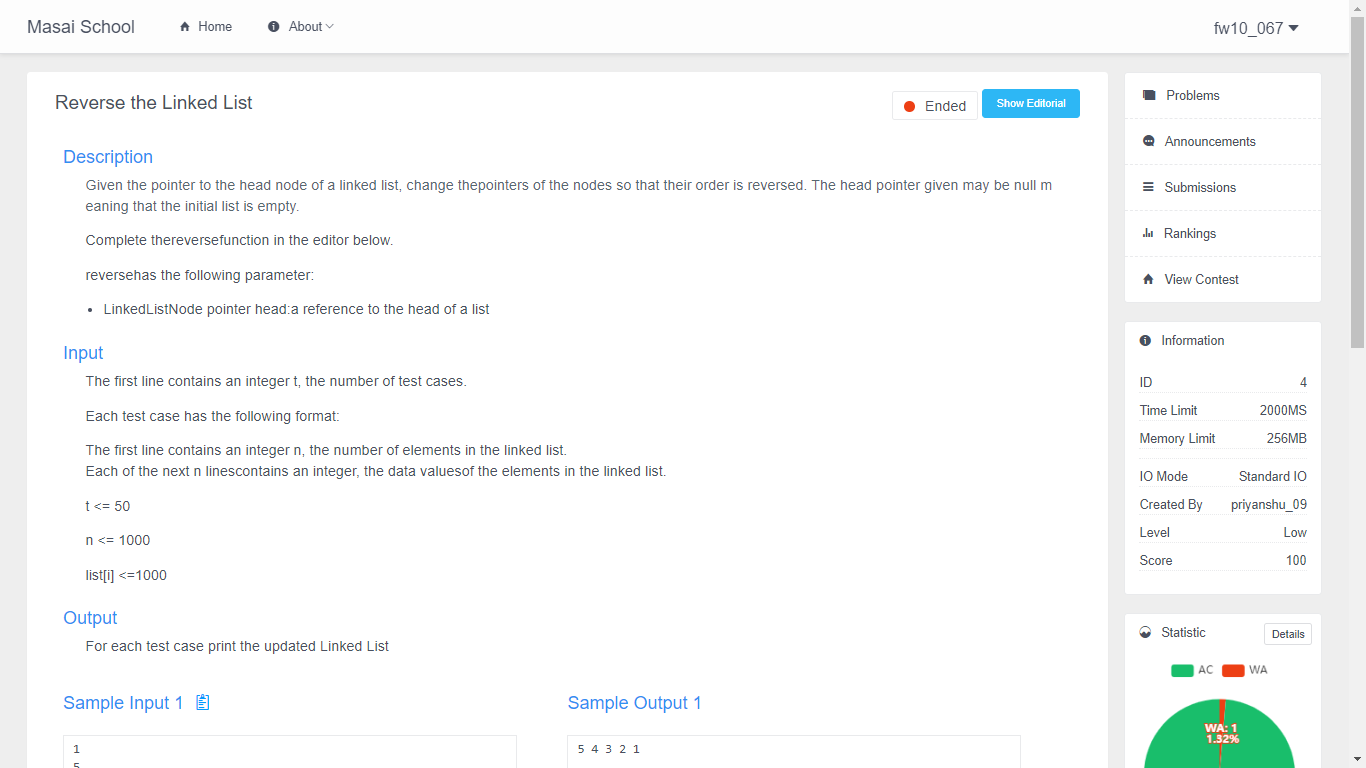 Masai School
Home
About
fw10_067
Reverse the Linked List
Ended
Show Editorial
Description
Given the pointer to the head node of a linked list, change thepointers of the nodes so that their order is reversed. The head pointer given may be null m
eaning that the initial list is empty.
Complete thereversefunction in the editor below.
reversehas the following parameter:
LinkedListNode pointer head:a reference to the head of a list
Input
The first line contains an integer t, the number of test cases.
Each test case has the following format:
The first line contains an integer n, the number of elements in the linked list.
Each of the next n linescontains an integer, the data valuesof the elements in the linked list.
t <= 50
n <= 1000
list[i] <=1000
Output
For each test case print the updated Linked List
Sample Input 1
Sample Output 1
1
5
5 4 3 2 1
Problems
Announcements
Submissions
Rankings
View Contest
Information
ID 4
Time Limit 2000MS
Memory Limit 256MB
IO Mode Standard IO
Created By priyanshu_09
Level Low
Score 100
Statistic
Details
AC WA
WA: 1
1.32%